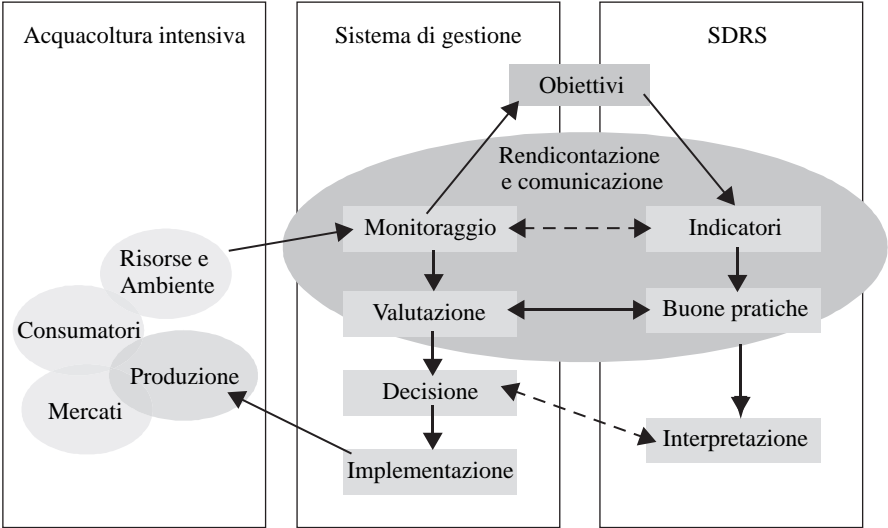 Acquacoltura intensiva
Sistema di gestione
SDRS
Obiettivi
Rendicontazione
e comunicazione
Monitoraggio
Indicatori
Risorse e
Ambiente
Valutazione
Buone pratiche
Consumatori
Produzione
Decisione
Mercati
Interpretazione
Implementazione